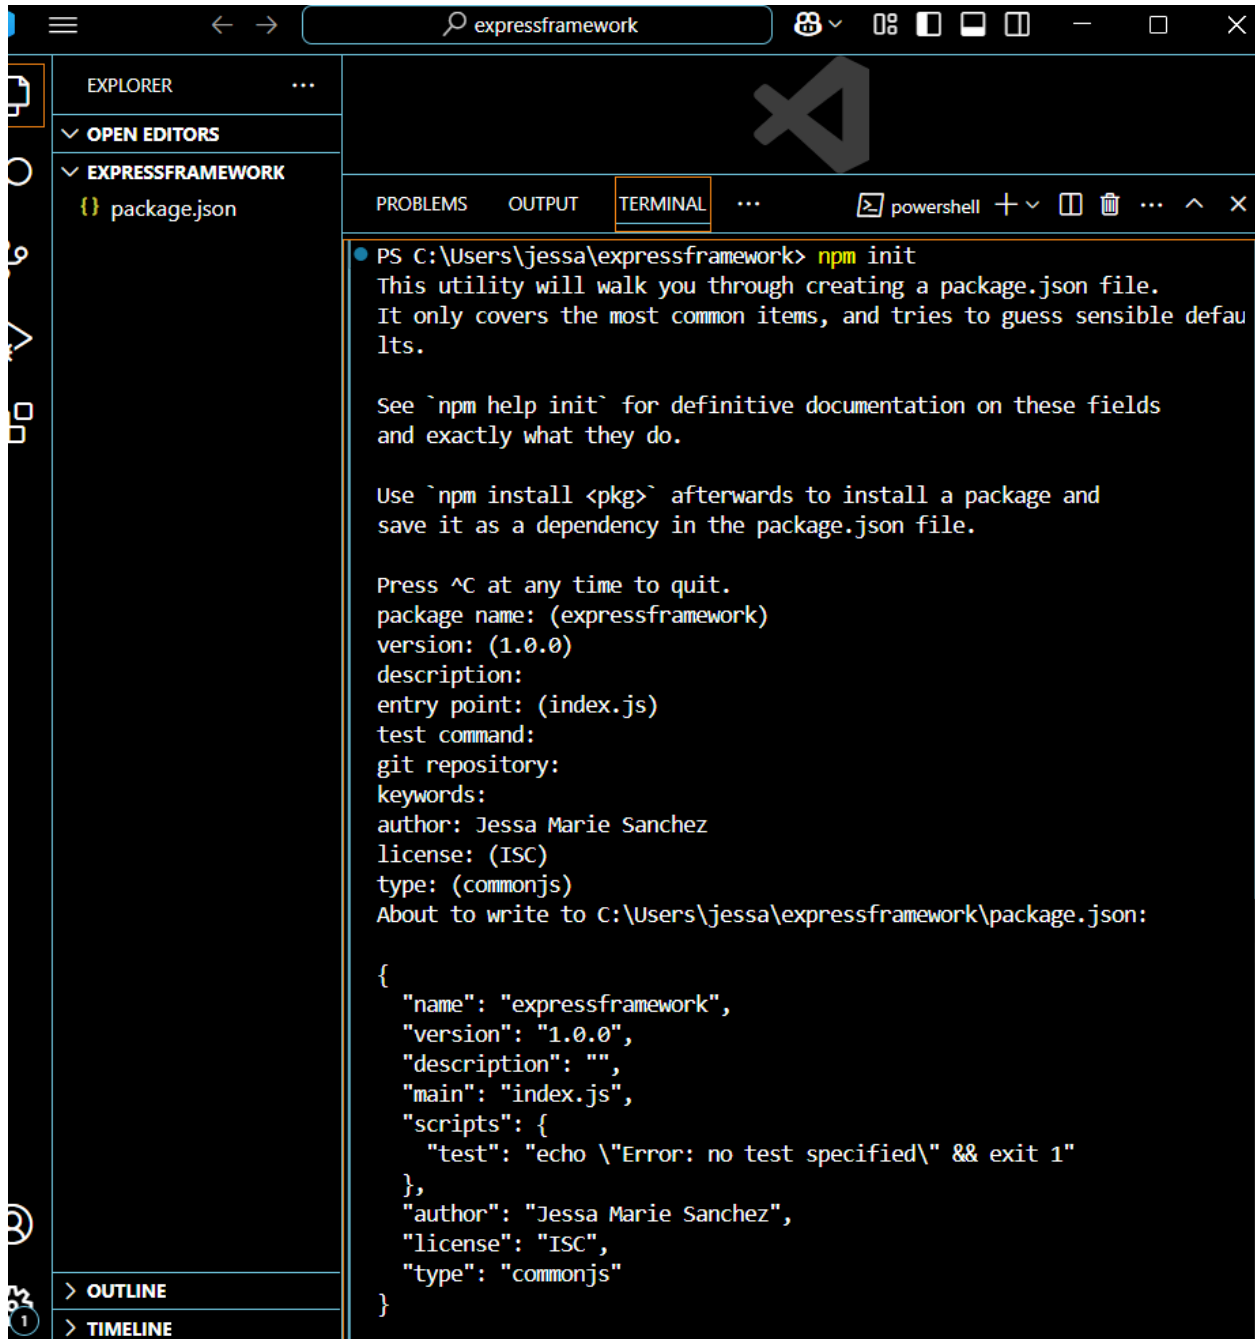 expressframework
EXPLORER
OPEN EDITORS
EXPRESSFRAMEWORK
{} package.json
OUTLINE
TIMELINE
1
PROBLEMS OUTPUT TERMINAL ... powershell
PS C:\Users\jessa\expressframework> npm init
This utility will walk you through creating a package.json file.
It only covers the most common items, and tries to guess sensible defau
lts.
See `npm help init` for definitive documentation on these fields
and exactly what they do.
Use `npm install <pkg>` afterwards to install a package and
save it as a dependency in the package.json file.
Press ^C at any time to quit.
package name: (expressframework)
version: (1.0.0)
description:
entry point: (index.js)
test command:
git repository:
keywords:
author: Jessa Marie Sanchez
license: (ISC)
type: (commonjs)
About to write to C:\Users\jessa\expressframework\package.json:
{
  "name": "expressframework",
  "version": "1.0.0",
  "description": "",
  "main": "index.js",
  "scripts": {
    "test": "echo \"Error: no test specified\" && exit 1"
  },
  "author": "Jessa Marie Sanchez",
  "license": "ISC",
  "type": "commonjs"
}